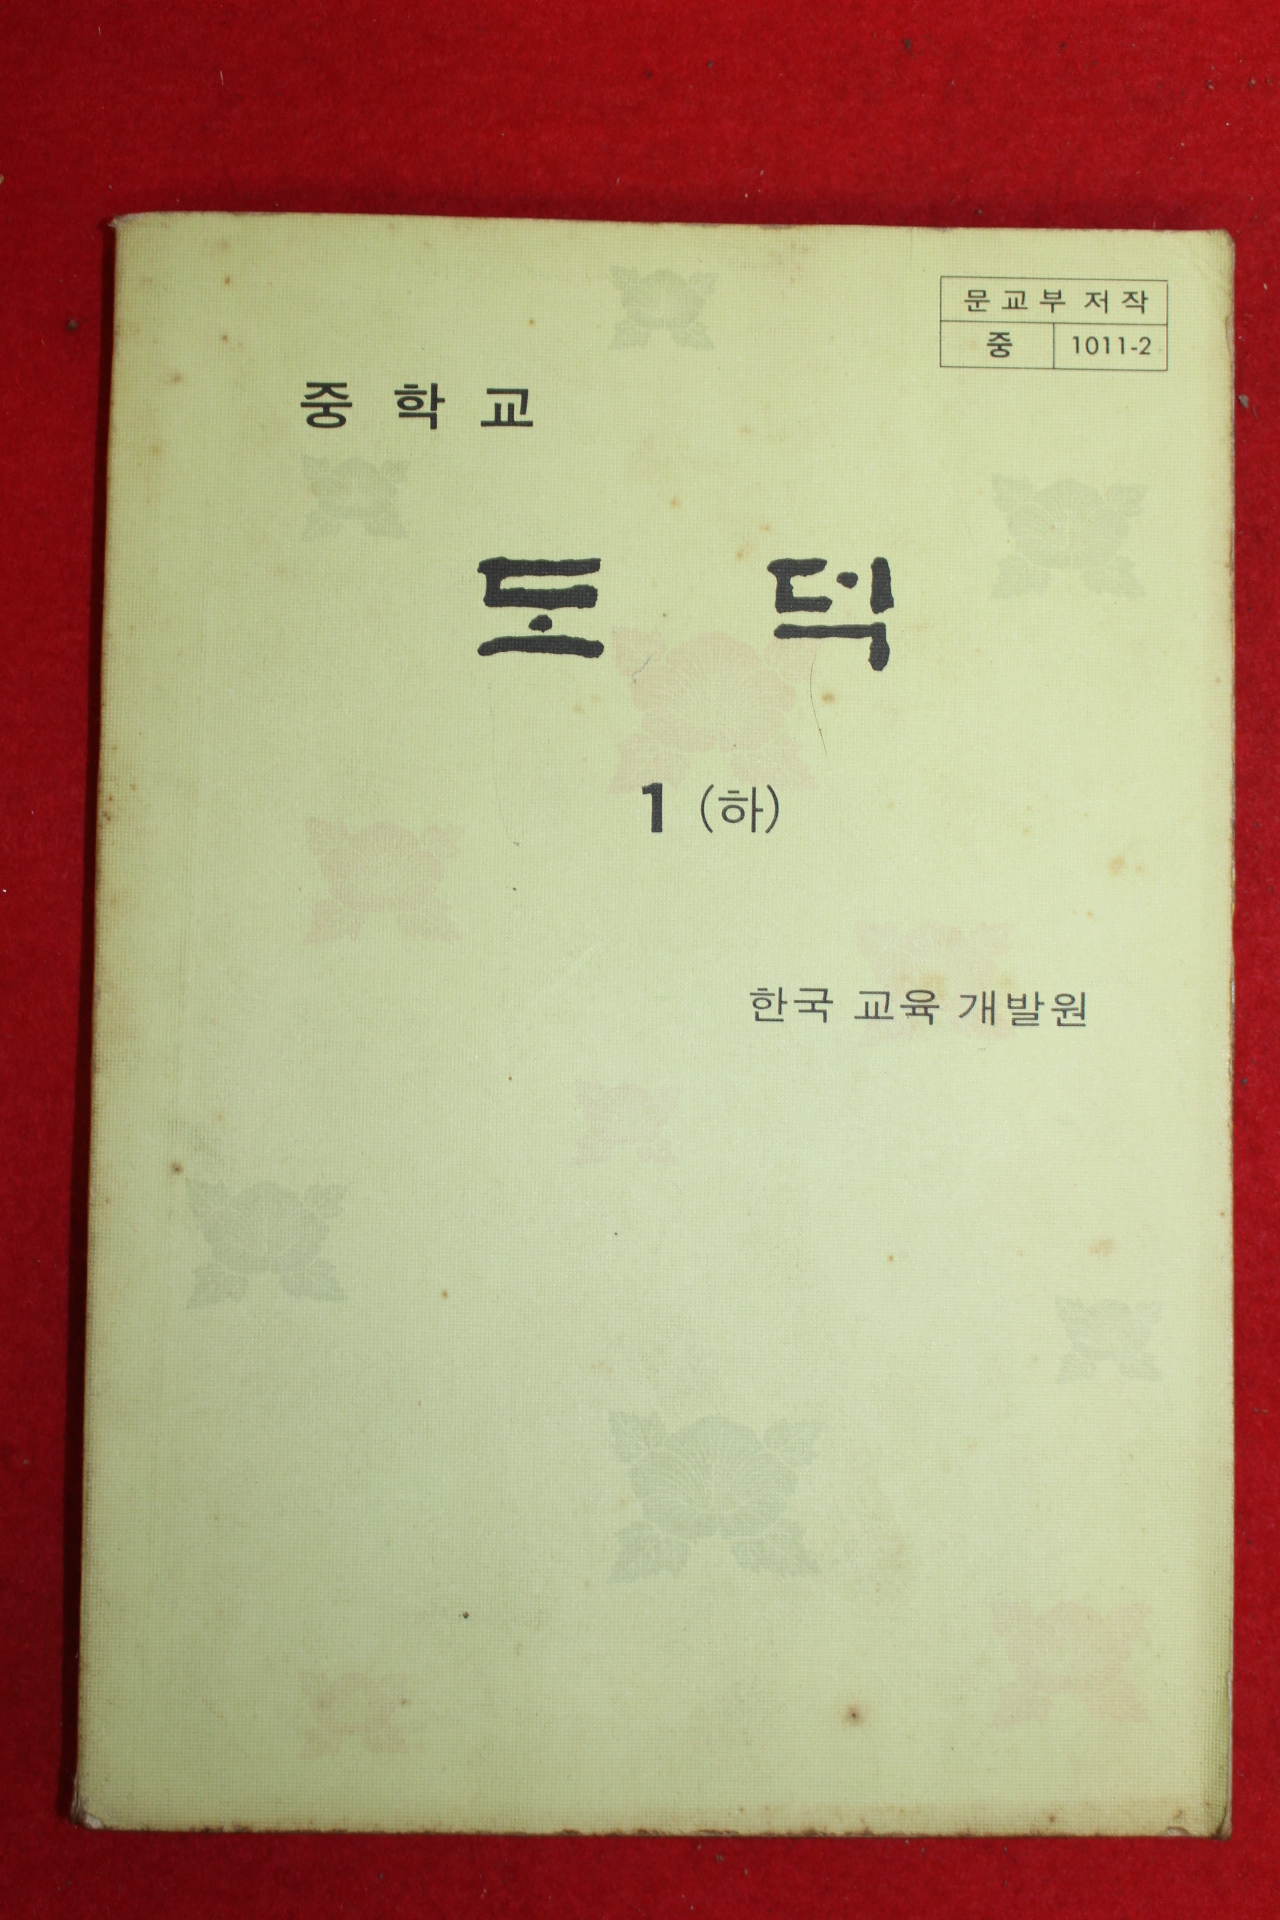 문교부 저작
중 1011-2
중학교
도덕
1 (하)
한국 교육 개발원